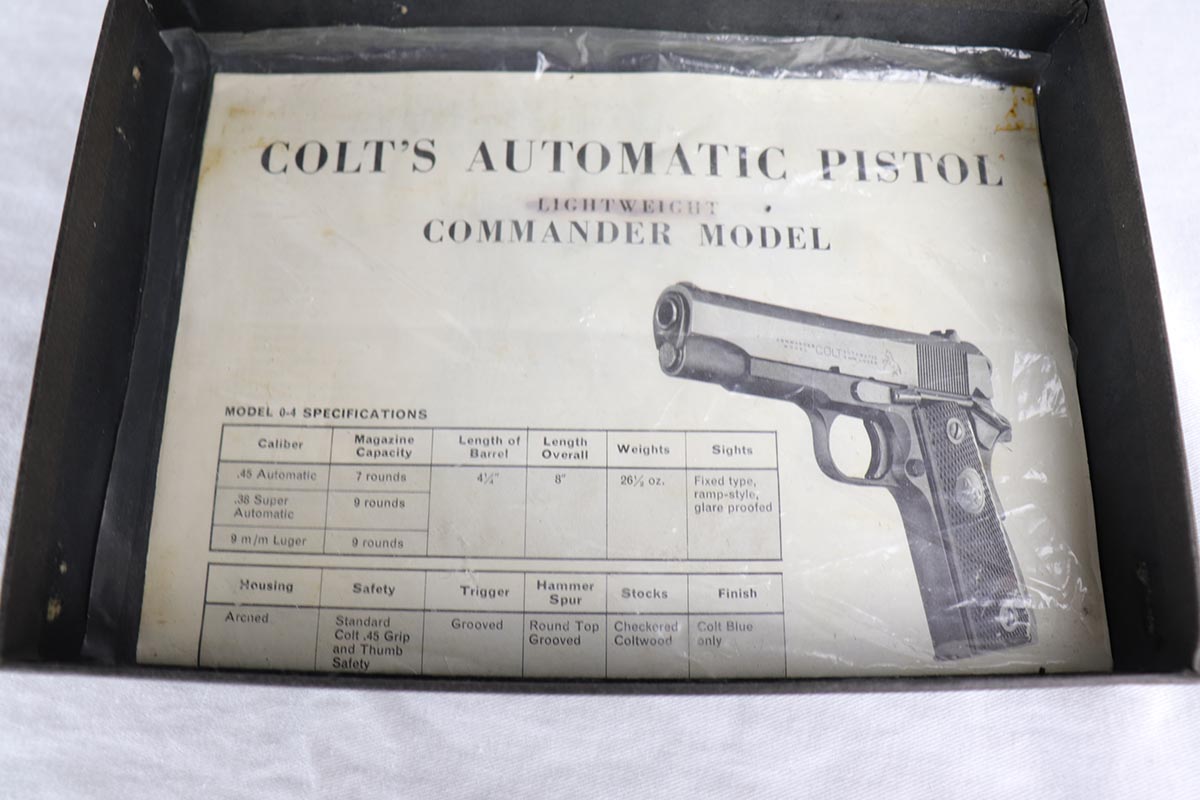 COLT'S AUTOMATIC PISTOL
LIGHTWEIGHT
COMMANDER MODEL
COLT
MODEL 0-4 SPECIFICATIONS
Caliber Magazine Capacity Length of Barrel Length Overall Weights Sights
.45 Automatic 7 rounds 4¼" 8" 26½ oz. Fixed type, ramp-style, glare proofed
.38 Super Automatic 9 rounds
9 m/m Luger 9 rounds
Housing Safety Trigger Hammer Spur Stocks Finish
Arched Standard Colt .45 Grip and Thumb Safety Grooved Round Top Grooved Checkered Coltwood Colt Blue only